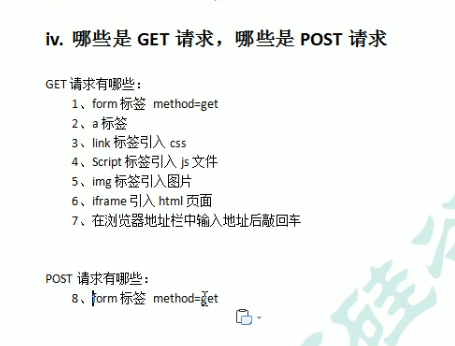 iv. 哪些是 GET 请求，哪些是 POST 请求
GET 请求有哪些：
1、form 标签 method=get
2、a 标签
3、link 标签引入 css
4、Script 标签引入 js 文件
5、img 标签引入图片
6、iframe 引入 html 页面
7、在浏览器地址栏中输入地址后敲回车
POST 请求有哪些：
8、form 标签 method=get
硅谷